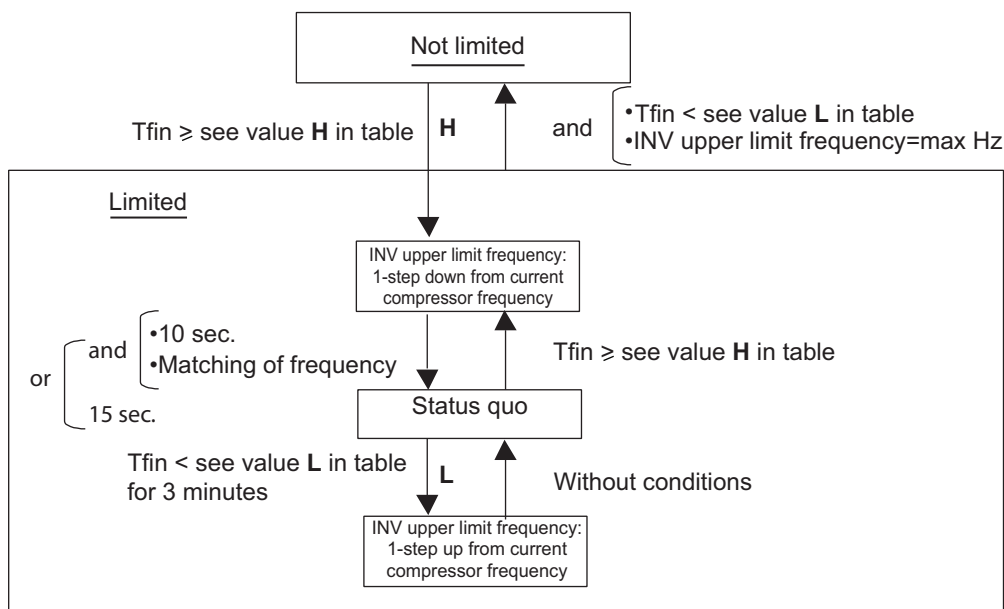 Not limited
Tfin ⩾ see value H in table
H
and
•Tfin < see value L in table
•INV upper limit frequency=max Hz
Limited
INV upper limit frequency:
1-step down from current
compressor frequency
or
and
•10 sec.
•Matching of frequency
15 sec.
Tfin ⩾ see value H in table
Status quo
Tfin < see value L in table
for 3 minutes
L
Without conditions
INV upper limit frequency:
1-step up from current
compressor frequency